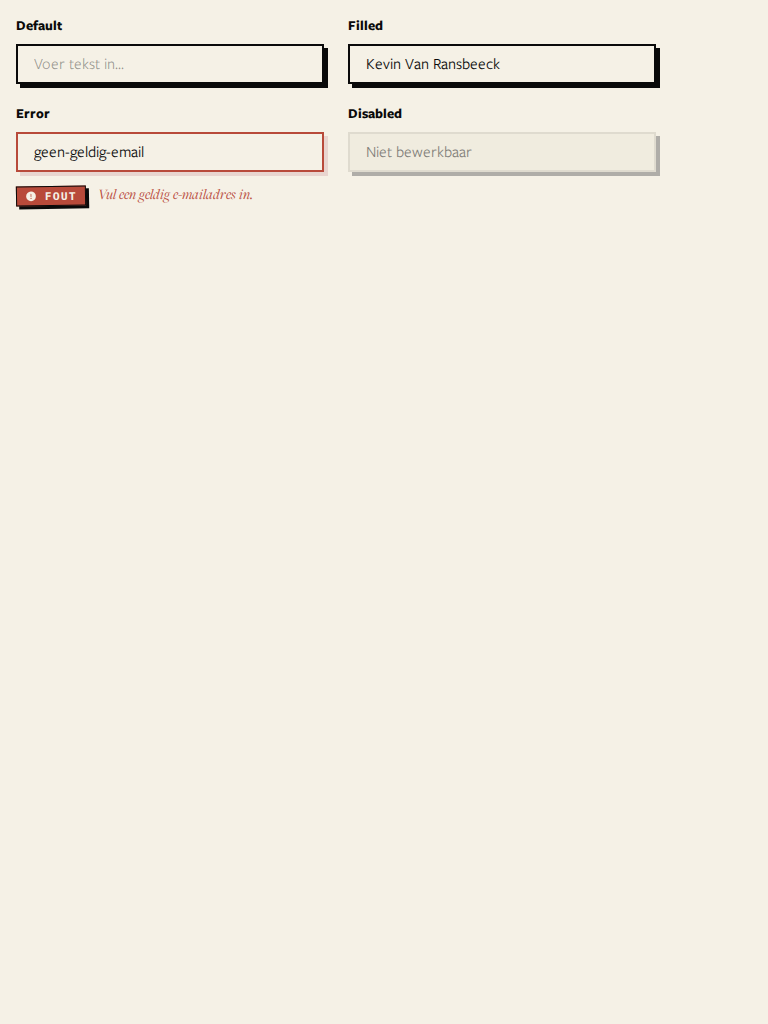 Default
Voer tekst in...
Filled
Kevin Van Ransbeeck
Error
geen-geldig-email
FOUT Vul een geldig e-mailadres in.
Disabled
Niet bewerkbaar